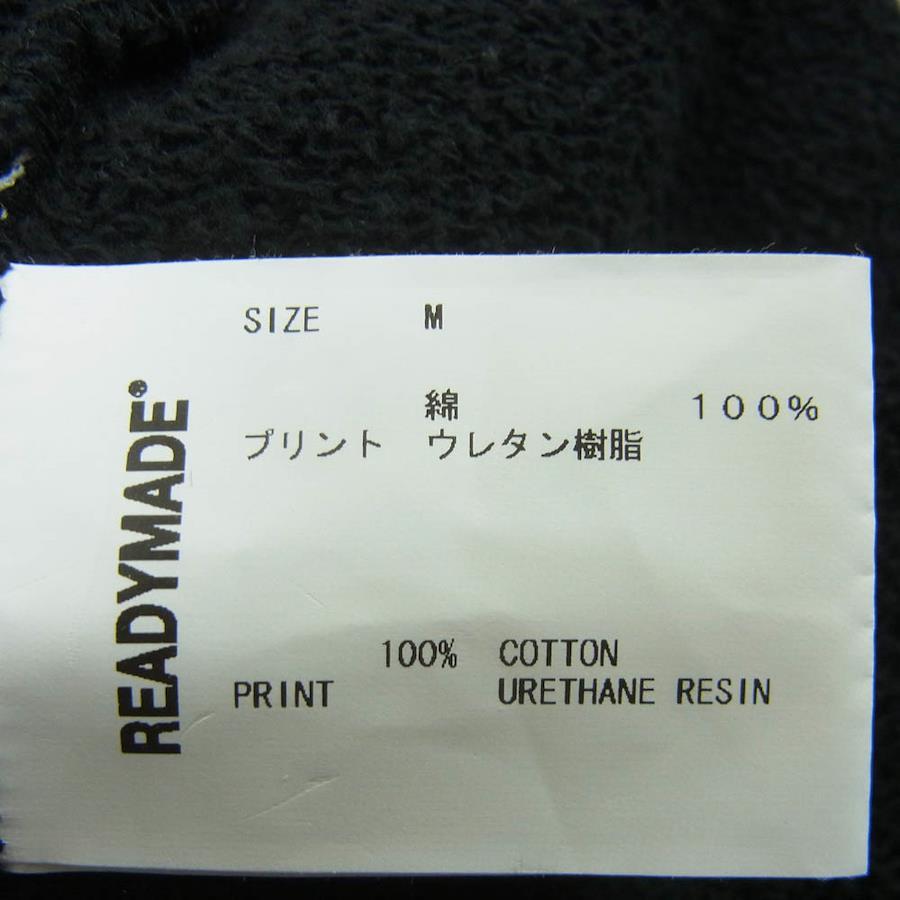 SIZE M
綿 １００％
プリント ウレタン樹脂
100% COTTON
PRINT URETHANE RESIN
READYMADE